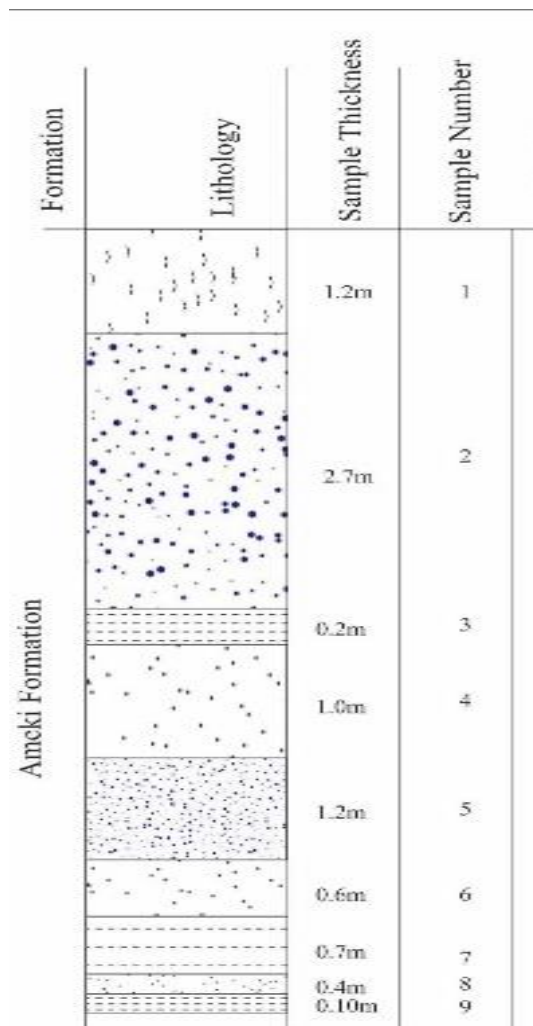 Formation
Lithology
Sample Thickness
Sample Number
Ameki Formation
1.2m 1
2.7m 2
0.2m 3
1.0m 4
1.2m 5
0.6m 6
0.7m 7
0.4m 8
0.10m 9